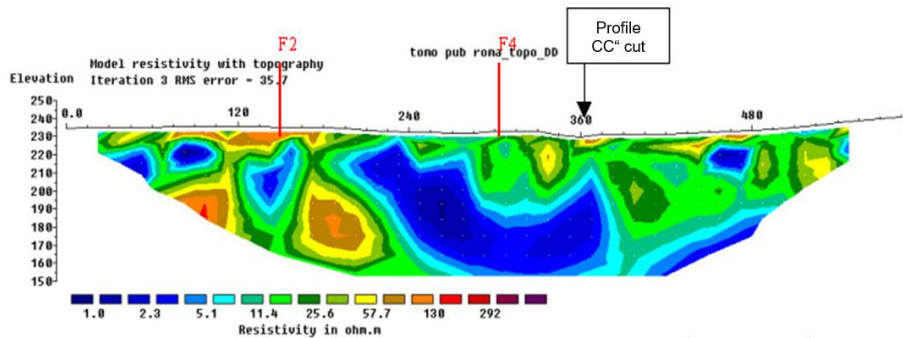 Profile
CC“ cut
F2
F4
tomo pub roma_topo_DD
Model resistivity with topography
Elevation
Iteration 3 RMS error - 35.7
250
240
230
220
210
200
190
180
170
160
150
0.0
120
240
360
480
1.0
2.3
5.1
11.4
25.6
57.7
130
292
Resistivity in ohm.m